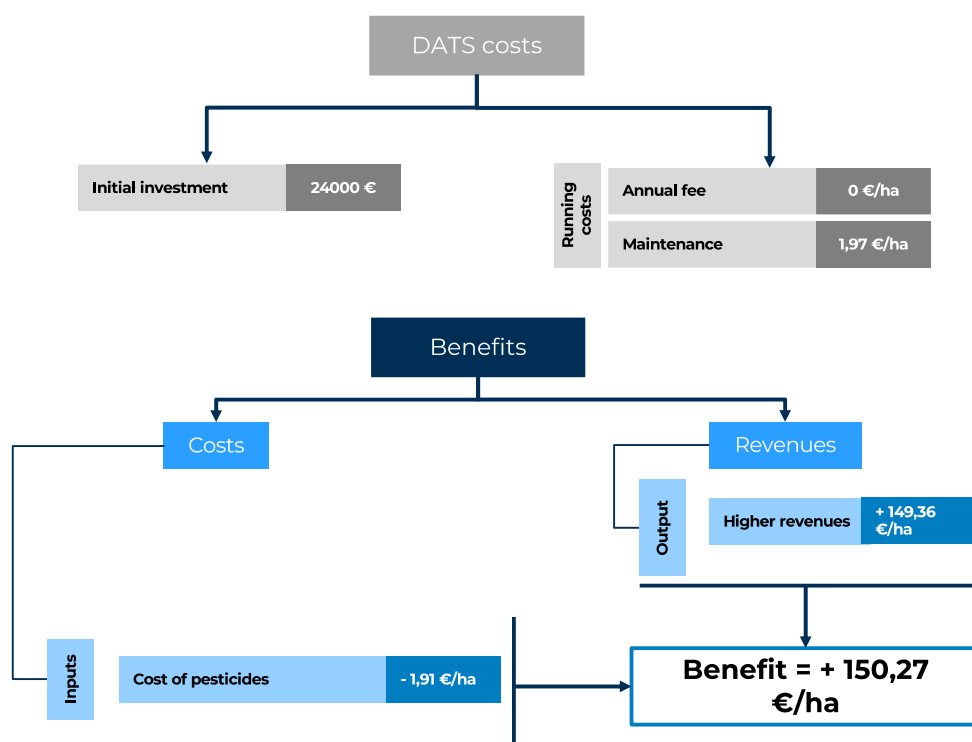 DATS costs
Initial investment
24000 €
Running
costs
Annual fee
0 €/ha
Maintenance
1,97 €/ha
Benefits
Costs
Revenues
Output
Higher revenues
+ 149,36
€/ha
Inputs
Cost of pesticides
- 1,91 €/ha
Benefit = + 150,27
€/ha